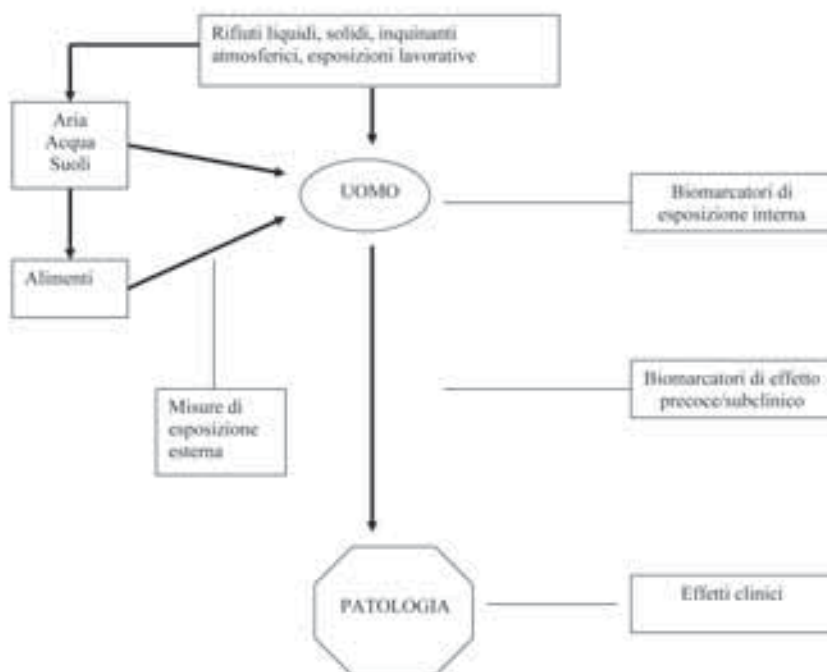 Rifiuti liquidi, solidi, inquinanti
atmosferici, esposizioni lavorative
Aria
Acqua
Suoli
UOMO
Biomarcatori di
esposizione interna
Alimenti
Biomarcatori di effetto
precoce/subclinico
Misure di
esposizione
esterna
PATOLOGIA
Effetti clinici